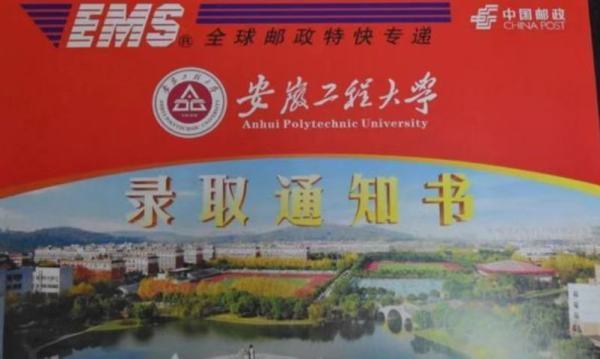 EMS® 全球邮政特快专递
中国邮政
CHINA POST
安徽工程大学
Anhui Polytechnic University
录取通知书